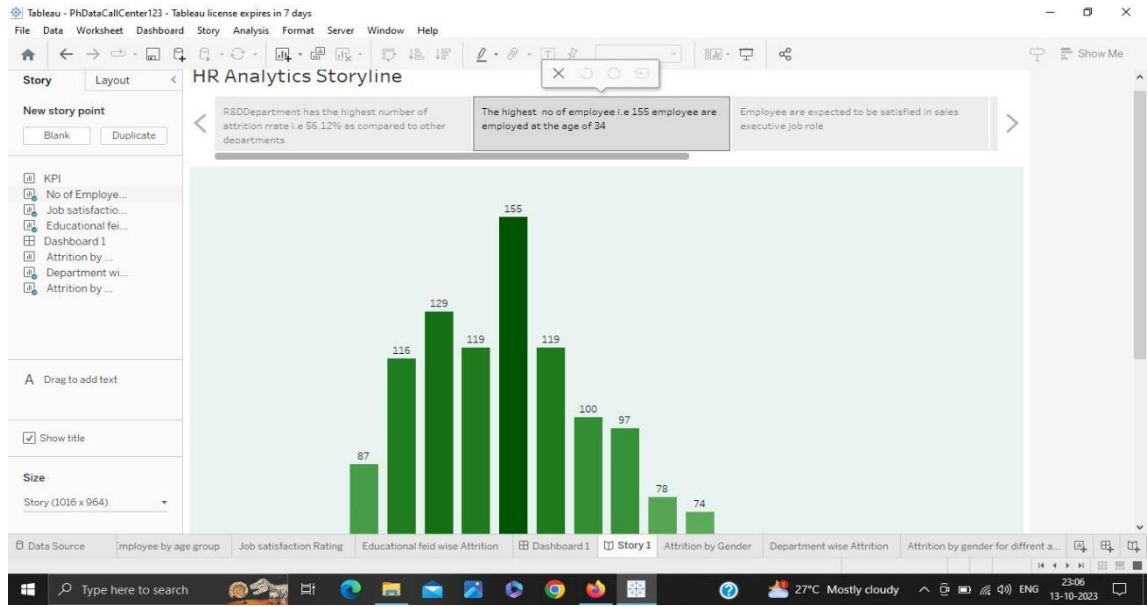 Tableau - PhDataCallCenter123 - Tableau license expires in 7 days
File Data Worksheet Dashboard Story Analysis Format Server Window Help
Show Me
Story Layout
New story point
Blank Duplicate
KPI
No of Employe...
Job satisfactio...
Educational fei...
Dashboard 1
Attrition by ...
Department wi...
Attrition by ...
A Drag to add text
Show title
Size
Story (1016 x 964)
HR Analytics Storyline
R&DDepartment has the highest number of
attrition rrate i.e 56.12% as compared to other
departments
The highest no of employee i.e 155 employee are
employed at the age of 34
Employee are expected to be satisfied in sales
executive job role
155
129
119 119
116
100
97
87
78
74
Data Source :mployee by age group Job satisfaction Rating Educational feid wise Attrition Dashboard 1 Story 1 Attrition by Gender Department wise Attrition Attrition by gender for diffrent a...
Type here to search
27°C Mostly cloudy
ENG
23:06
13-10-2023